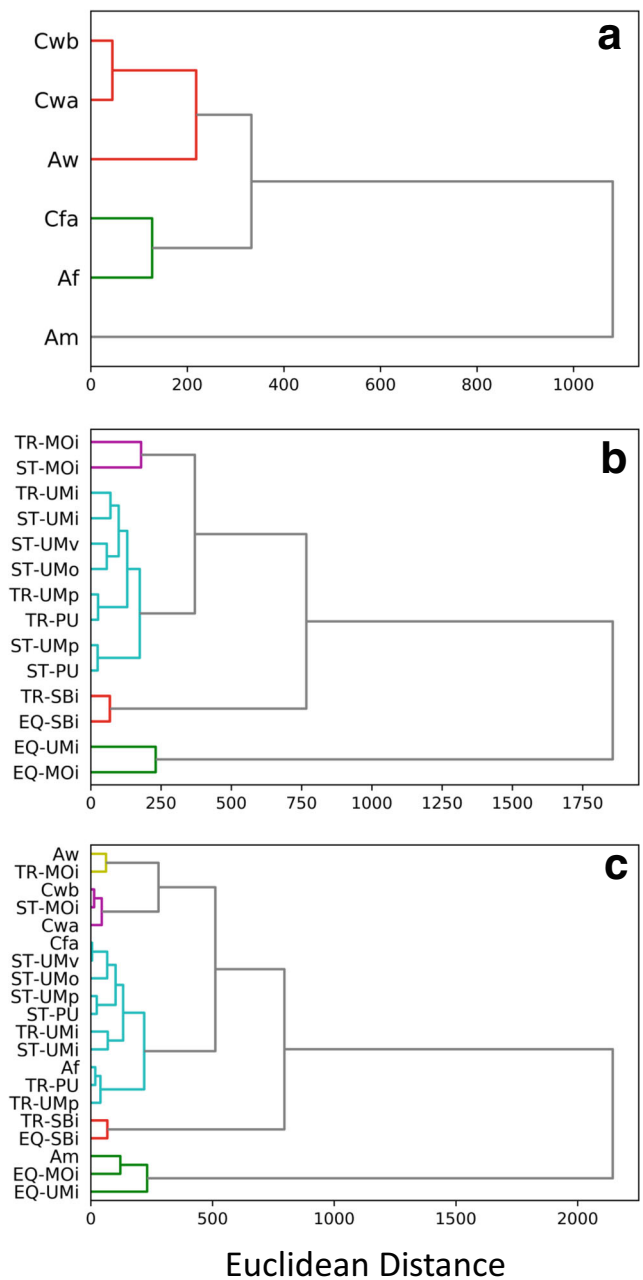 a
Cwb
Cwa
Aw
Cfa
Af
Am
0 200 400 600 800 1000
b
TR-MOi
ST-MOi
TR-UMi
ST-UMi
ST-UMv
ST-UMo
TR-UMp
TR-PU
ST-UMp
ST-PU
TR-SBi
EQ-SBi
EQ-UMi
EQ-MOi
0 250 500 750 1000 1250 1500 1750
c
Aw
TR-MOi
Cwb
ST-MOi
Cwa
Cfa
ST-UMv
ST-UMo
ST-UMp
ST-PU
TR-UMi
ST-UMi
Af
TR-PU
TR-UMp
TR-SBi
EQ-SBi
Am
EQ-MOi
EQ-UMi
0 500 1000 1500 2000
Euclidean Distance